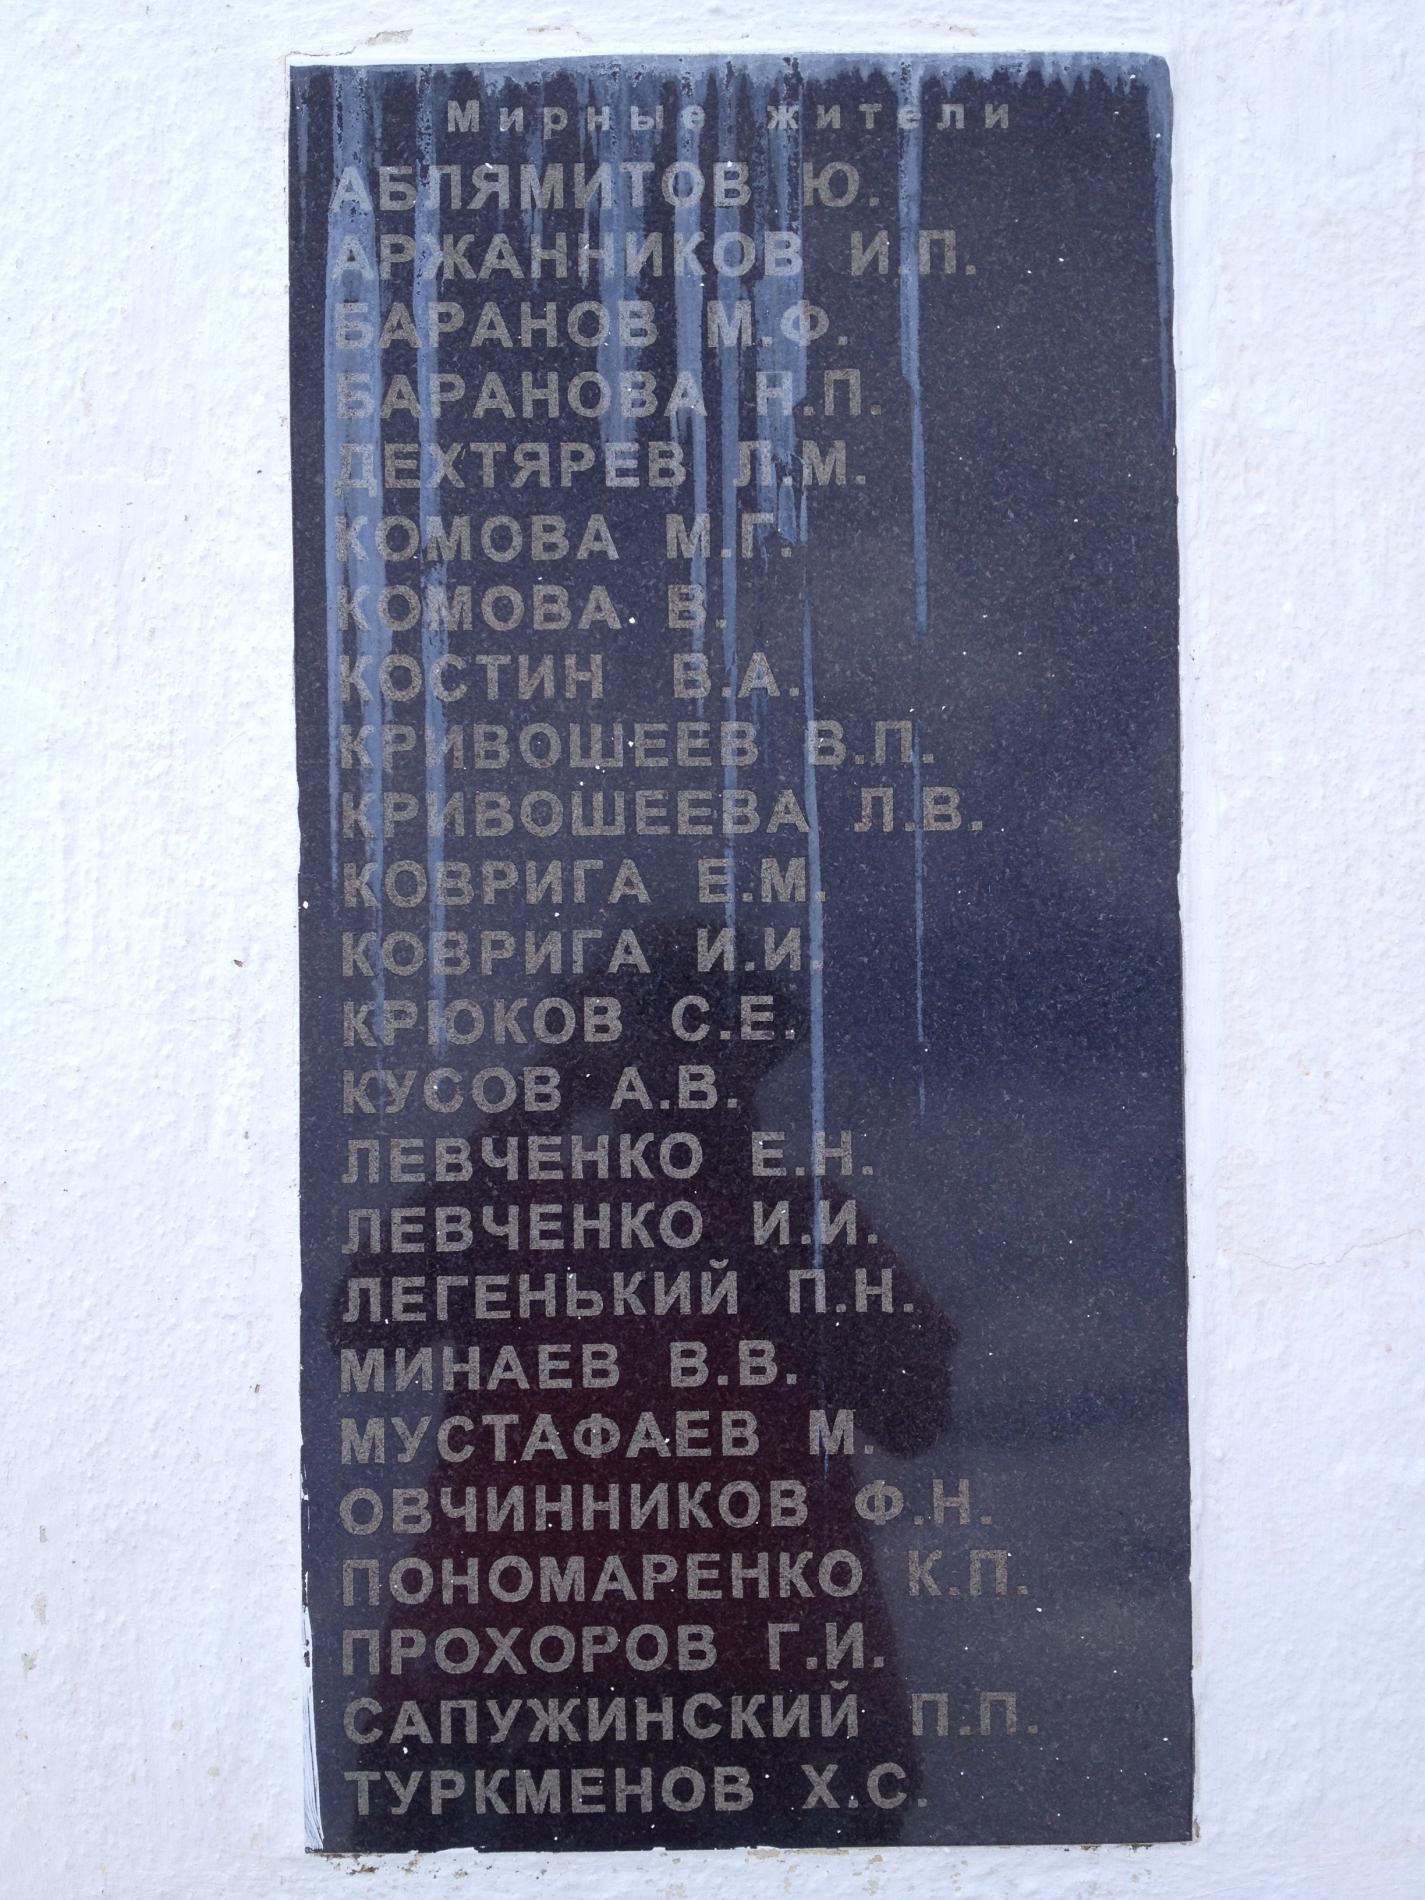 Мирные жители
АБЛЯМИТОВ Ю.
АРЖАННИКОВ И.П.
БАРАНОВ М.Ф.
БАРАНОВА Н.П.
ДЕХТЯРЕВ Л.М.
КОМОВА М.Г.
КОМОВА В.
КОСТИН В.А.
КРИВОШЕЕВ В.П.
КРИВОШЕЕВА Л.В.
КОВРИГА Е.М.
КОВРИГА И.И.
КРЮКОВ С.Е.
КУСОВ А.В.
ЛЕВЧЕНКО Е.Н.
ЛЕВЧЕНКО И.И.
ЛЕГЕНЬКИЙ П.Н.
МИНАЕВ В.В.
МУСТАФАЕВ М.
ОВЧИННИКОВ Ф.Н.
ПОНОМАРЕНКО К.П.
ПРОХОРОВ Г.И.
САПУЖИНСКИЙ П.П.
ТУРКМЕНОВ Х.С.